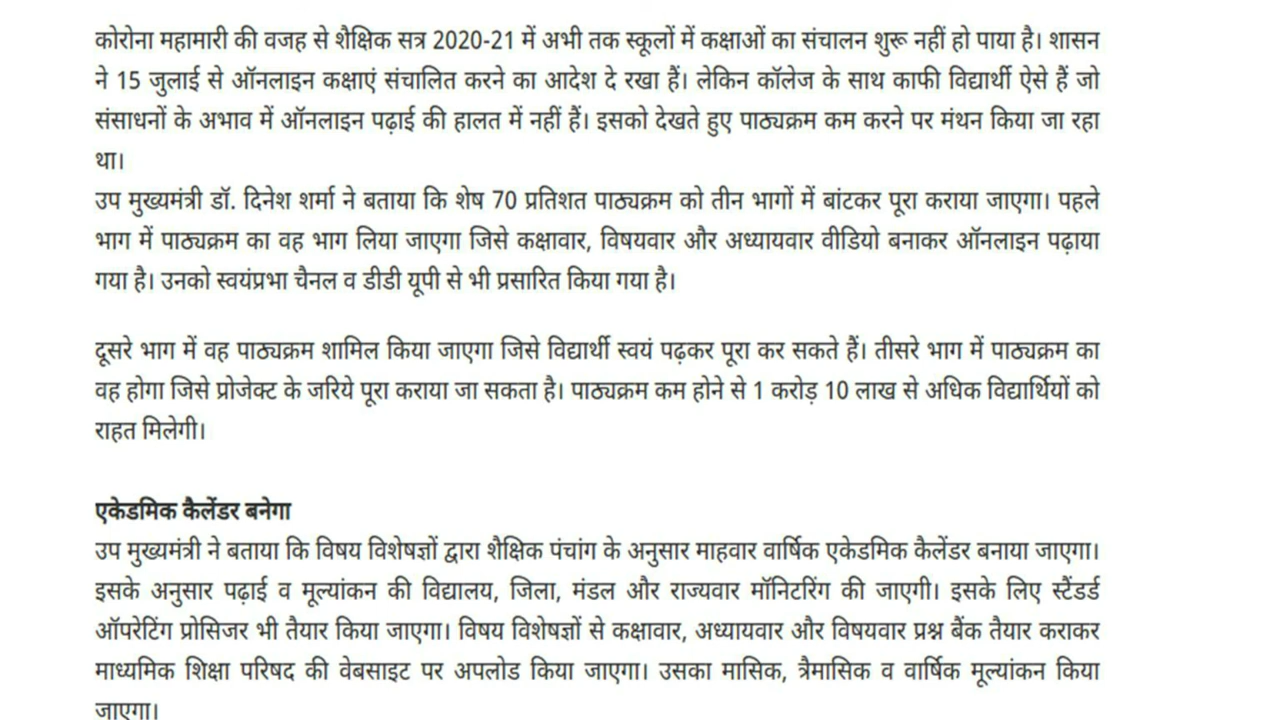 कोरोना महामारी की वजह से शैक्षिक सत्र 2020-21 में अभी तक स्कूलों में कक्षाओं का संचालन शुरू नहीं हो पाया है। शासन
ने 15 जुलाई से ऑनलाइन कक्षाएं संचालित करने का आदेश दे रखा हैं। लेकिन कॉलेज के साथ काफी विद्यार्थी ऐसे हैं जो
संसाधनों के अभाव में ऑनलाइन पढ़ाई की हालत में नहीं हैं। इसको देखते हुए पाठ्यक्रम कम करने पर मंथन किया जा रहा
था।
उप मुख्यमंत्री डॉ. दिनेश शर्मा ने बताया कि शेष 70 प्रतिशत पाठ्यक्रम को तीन भागों में बांटकर पूरा कराया जाएगा। पहले
भाग में पाठ्यक्रम का वह भाग लिया जाएगा जिसे कक्षावार, विषयवार और अध्यायवार वीडियो बनाकर ऑनलाइन पढ़ाया
गया है। उनको स्वयंप्रभा चैनल व डीडी यूपी से भी प्रसारित किया गया है।
दूसरे भाग में वह पाठ्यक्रम शामिल किया जाएगा जिसे विद्यार्थी स्वयं पढ़कर पूरा कर सकते हैं। तीसरे भाग में पाठ्यक्रम का
वह होगा जिसे प्रोजेक्ट के जरिये पूरा कराया जा सकता है। पाठ्यक्रम कम होने से 1 करोड़ 10 लाख से अधिक विद्यार्थियों को
राहत मिलेगी।
एकेडमिक कैलेंडर बनेगा
उप मुख्यमंत्री ने बताया कि विषय विशेषज्ञों द्वारा शैक्षिक पंचांग के अनुसार माहवार वार्षिक एकेडमिक कैलेंडर बनाया जाएगा।
इसके अनुसार पढ़ाई व मूल्यांकन की विद्यालय, जिला, मंडल और राज्यवार मॉनिटरिंग की जाएगी। इसके लिए स्टैंडर्ड
ऑपरेटिंग प्रोसिजर भी तैयार किया जाएगा। विषय विशेषज्ञों से कक्षावार, अध्यायवार और विषयवार प्रश्न बैंक तैयार कराकर
माध्यमिक शिक्षा परिषद की वेबसाइट पर अपलोड किया जाएगा। उसका मासिक, त्रैमासिक व वार्षिक मूल्यांकन किया
जाएगा।